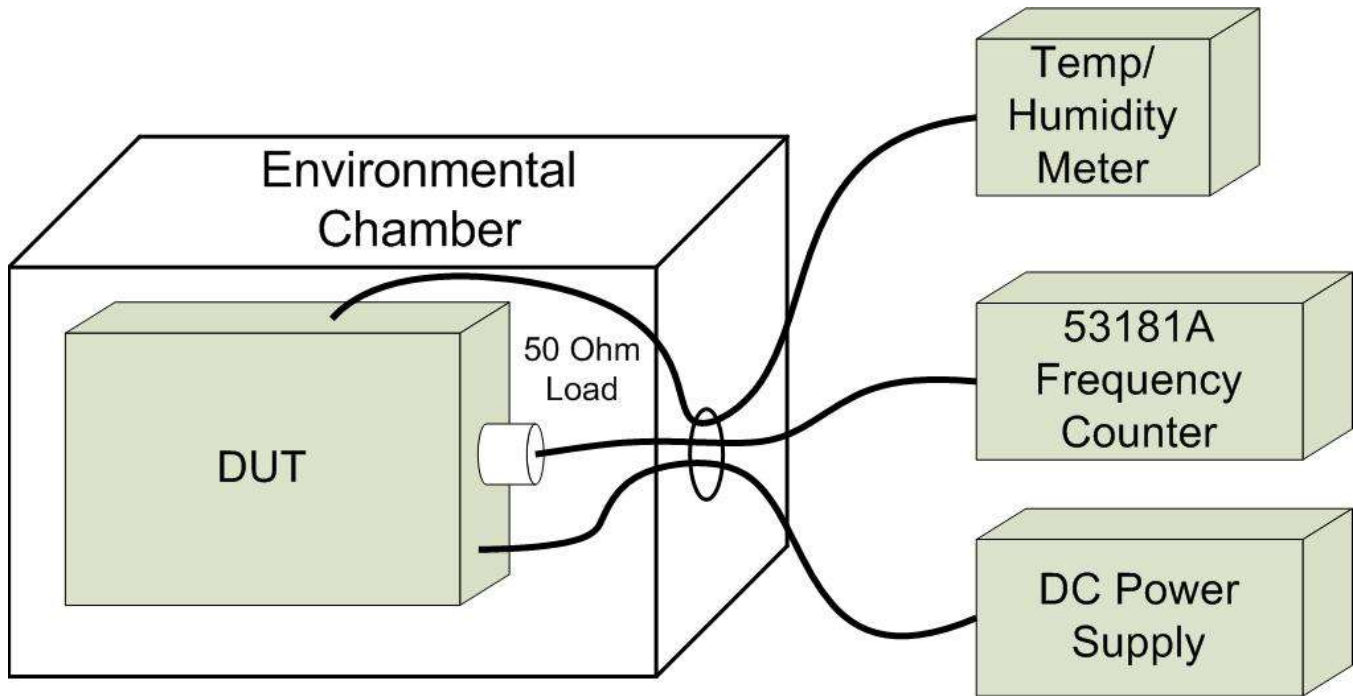 Environmental
Chamber
50 Ohm
Load
DUT
Temp/
Humidity
Meter
53181A
Frequency
Counter
DC Power
Supply